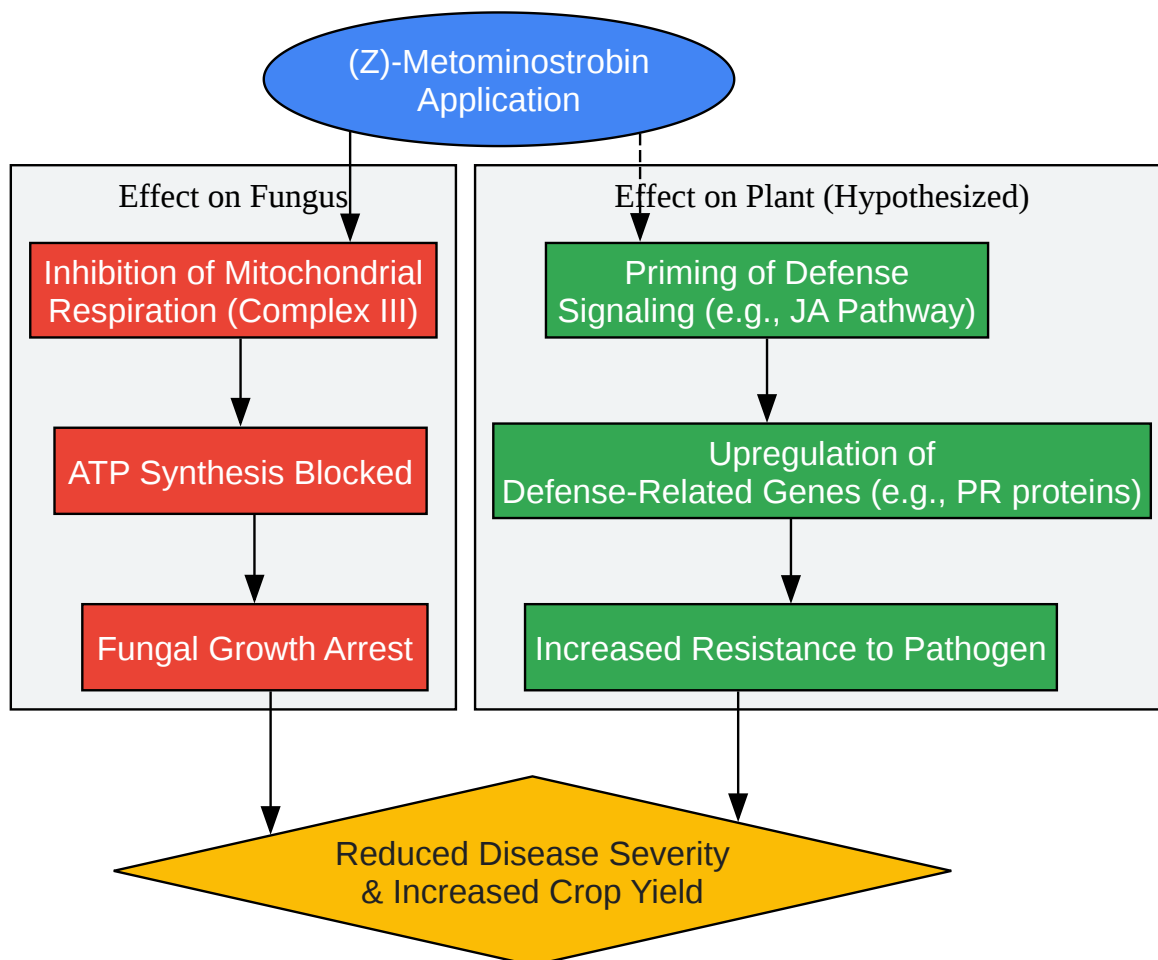 (Z)-Metominostrobin
Application
Effect on Fungus
Inhibition of Mitochondrial
Respiration (Complex III)
ATP Synthesis Blocked
Fungal Growth Arrest
Effect on Plant (Hypothesized)
Priming of Defense
Signaling (e.g., JA Pathway)
Upregulation of
Defense-Related Genes (e.g., PR proteins)
Increased Resistance to Pathogen
Reduced Disease Severity
& Increased Crop Yield